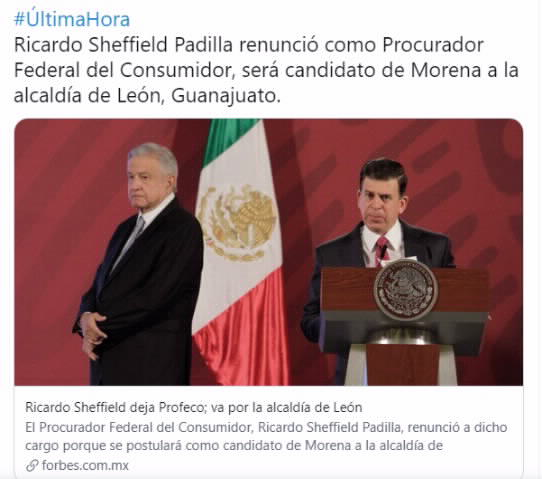 #ÚltimaHora
Ricardo Sheffield Padilla renunció como Procurador
Federal del Consumidor, será candidato de Morena a la
alcaldía de León, Guanajuato.
Ricardo Sheffield deja Profeco; va por la alcaldía de León
El Procurador Federal del Consumidor, Ricardo Sheffield Padilla, renunció a dicho
cargo porque se postulará como candidato de Morena a la alcaldía de
forbes.com.mx